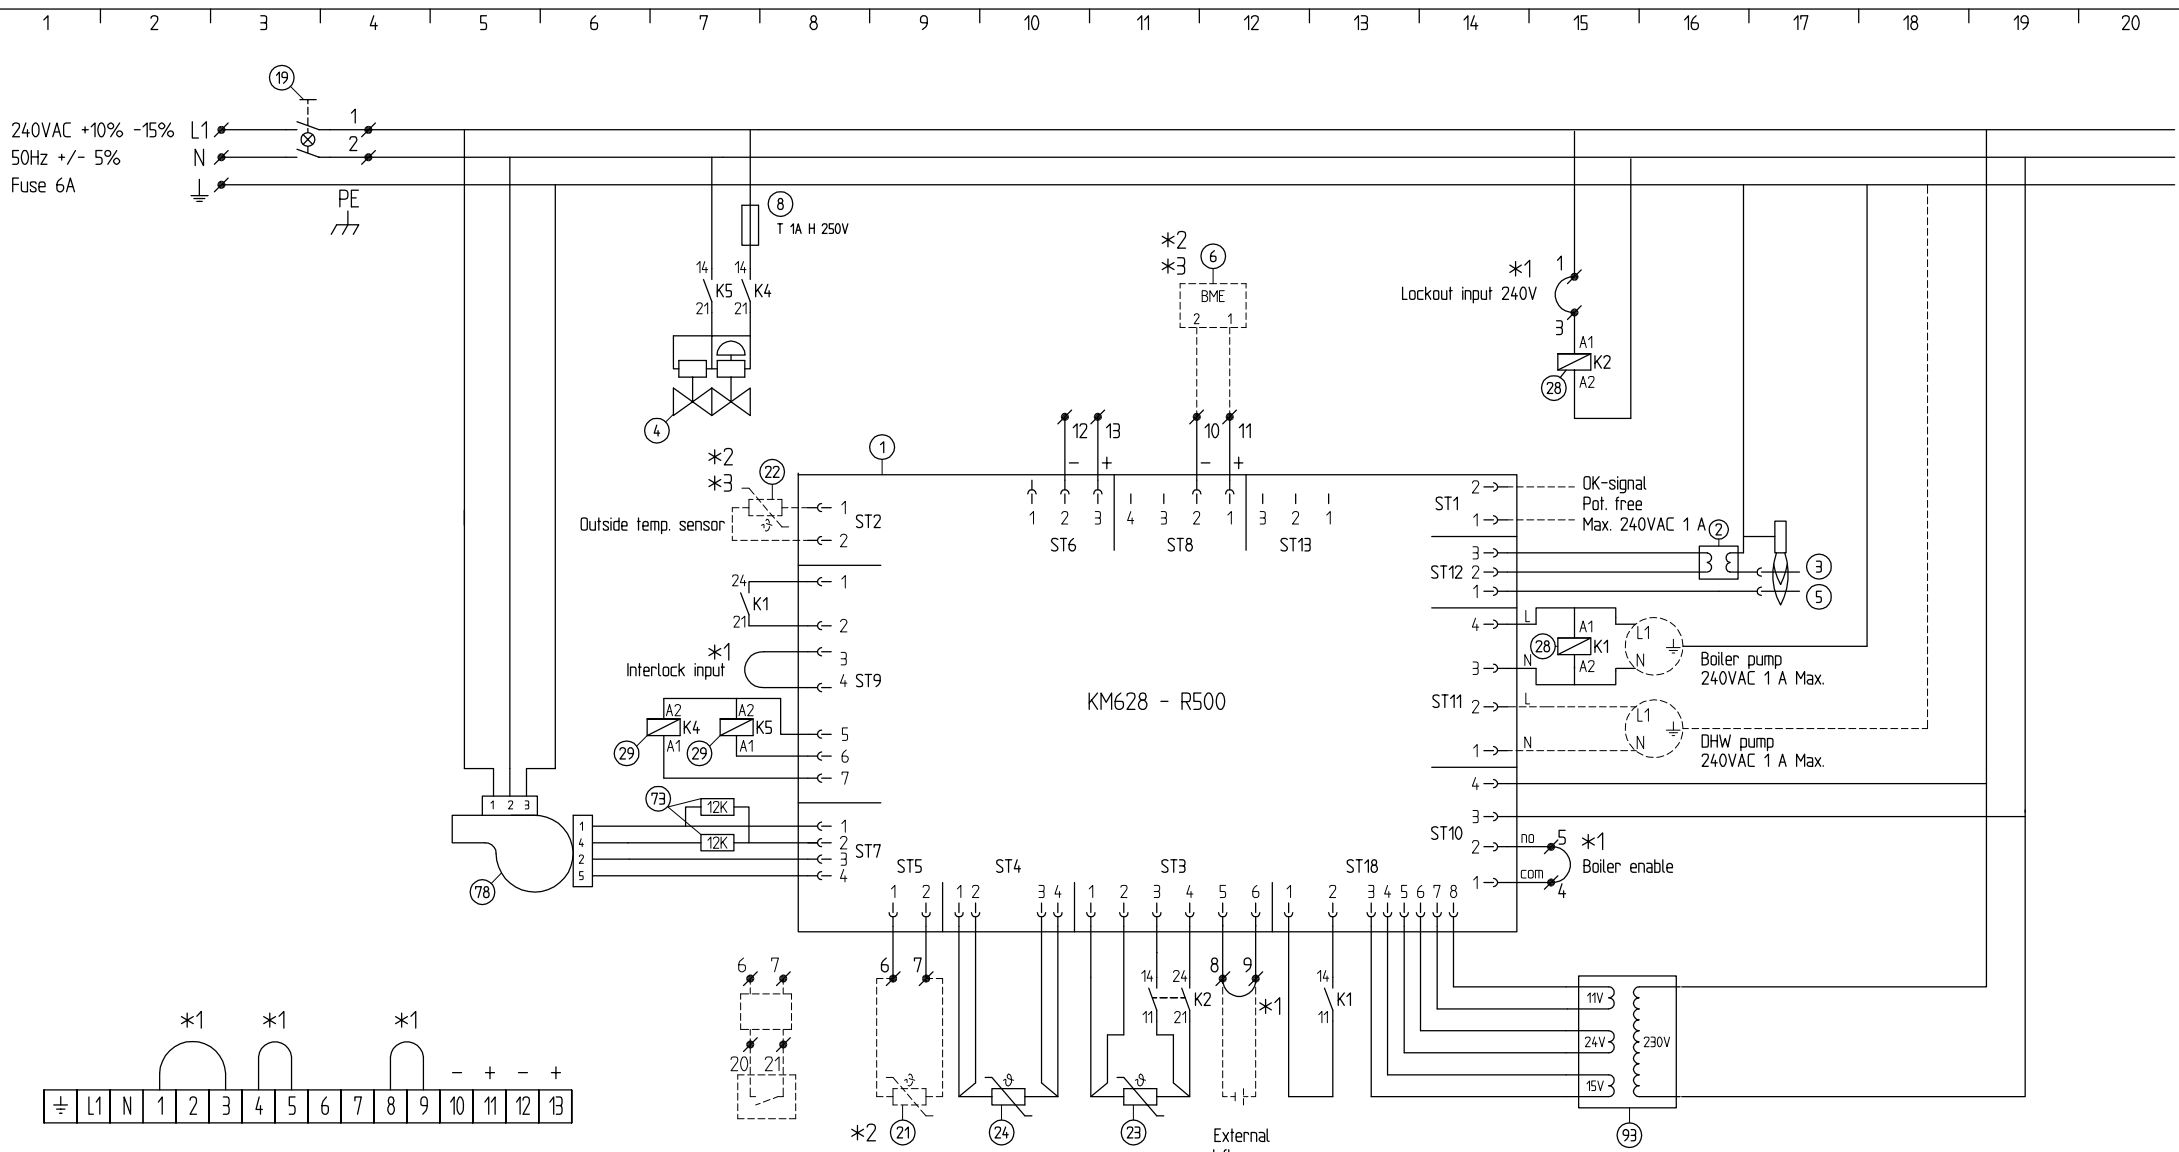 1 2 3 4 5 6 7 8 9 10 11 12 13 14 15 16 17 18 19 20
19
240VAC +10% -15% L1 1
50Hz +/- 5% N 2
Fuse 6A
PE
8
T 1A H 250V
14 14
K5 K4
21 21
4
*2
*3
6
BME
2 1
*1 1
Lockout input 240V
3
A1
K2
28 A2
12 13 10 11
- + - +
1
*2
*3
22
Outside temp. sensor
1
ST2
2
1 2 3 4 3 2 1 3 2 1
ST6 ST8 ST13
2 OK-signal
ST1 Pot. free
1 Max. 240VAC 1 A
2
3
ST12 2
1
3
5
24 1
K1
21 2
*1
Interlock input
3
4 ST9
A2 A2
K4 K5
29 A1 29 A1
5
6
7
KM628 - R500
4 L A1 L1
28 K1
3 N A2 N
Boiler pump
240VAC 1 A Max.
ST11 2 L L1
1 N N
DHW pump
240VAC 1 A Max.
4
3
ST10
2 no 5 *1
Boiler enable
1 com 4
73
12K
12K
1 2 3
1
4
2
5
78
1
2
3
4
ST7
ST5 ST4 ST3 ST18
1 2 1 2 3 4 1 2 3 4 5 6 1 2 3 4 5 6 7 8
6 7 6 7 8 9
14 24 14
K2 K1
11 21 11
*1
20 21
*2 21 24 23
External
11V
24V
15V
230V
93
*1 *1 *1
- + - +
L1 N 1 2 3 4 5 6 7 8 9 10 11 12 13